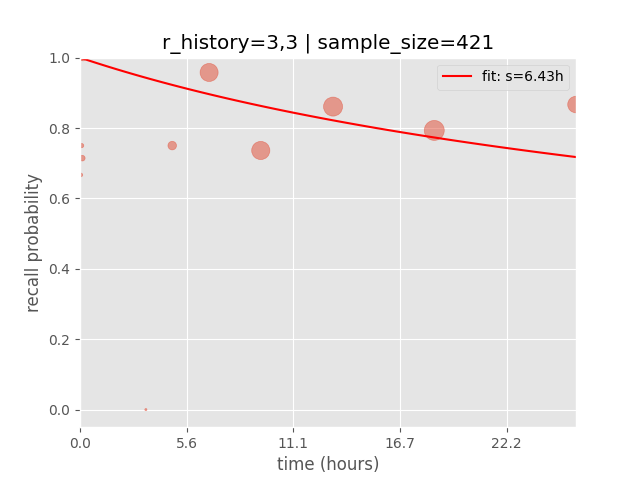 r_history=3,3 | sample_size=421
fit: s=6.43h
recall probability
1.0
0.8
0.6
0.4
0.2
0.0
0.0 5.6 11.1 16.7 22.2
time (hours)